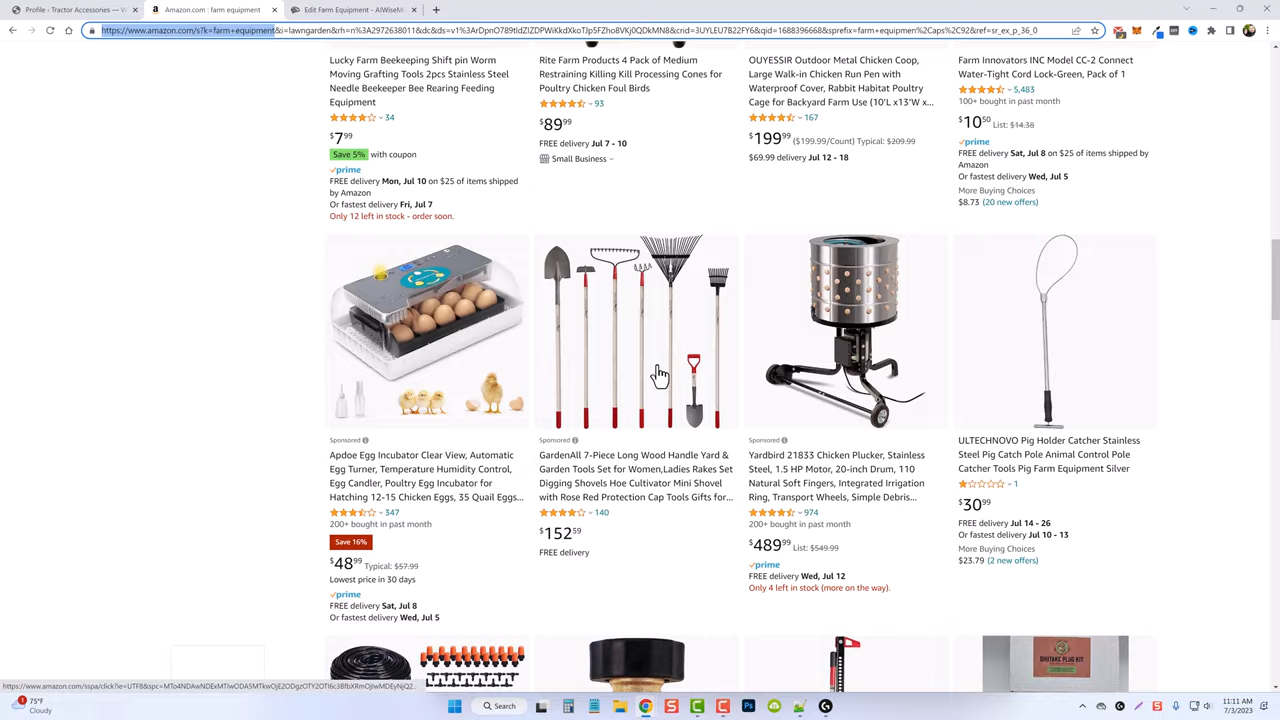 Profile ‹ Tractor Accessories — W
Amazon.com : farm equipment
Edit Farm Equipment - AIWiseMi
https://www.amazon.com/s?k=farm+equipment&i=lawngarden&rh=n%3A2972638011&dc&ds=v1%3ArDpnO789tIdZIZDPWiKkdXkoTJp5FZho8VKj0QDkMN8&crid=3UYLEU7B22FY6&qid=1688396668&sprefix=farm+equipmen%2Caps%2C92&ref=sr_ex_p_36_0
Lucky Farm Beekeeping Shift pin Worm
Moving Grafting Tools 2pcs Stainless Steel
Needle Beekeeper Bee Rearing Feeding
Equipment
34
$7.99
Save 5% with coupon
prime
FREE delivery Mon, Jul 10 on $25 of items shipped
by Amazon
Or fastest delivery Fri, Jul 7
Only 12 left in stock - order soon.
Rite Farm Products 4 Pack of Medium
Restraining Killing Kill Processing Cones for
Poultry Chicken Foul Birds
93
$89.99
FREE delivery Jul 7 - 10
Small Business
OUYESSIR Outdoor Metal Chicken Coop,
Large Walk-in Chicken Run Pen with
Waterproof Cover, Rabbit Habitat Poultry
Cage for Backyard Farm Use (10'L x13'W x...
167
$199.99 ($199.99/Count) Typical: $209.99
$69.99 delivery Jul 12 - 18
Farm Innovators INC Model CC-2 Connect
Water-Tight Cord Lock-Green, Pack of 1
5,483
100+ bought in past month
$10.50 List: $14.38
prime
FREE delivery Sat, Jul 8 on $25 of items shipped by
Amazon
Or fastest delivery Wed, Jul 5
More Buying Choices
$8.73 (20 new offers)
Sponsored
Apdoe Egg Incubator Clear View, Automatic
Egg Turner, Temperature Humidity Control,
Egg Candler, Poultry Egg Incubator for
Hatching 12-15 Chicken Eggs, 35 Quail Eggs...
347
200+ bought in past month
Save 16%
$48.99 Typical: $57.99
Lowest price in 30 days
prime
FREE delivery Sat, Jul 8
Or fastest delivery Wed, Jul 5
Sponsored
GardenAll 7-Piece Long Wood Handle Yard &
Garden Tools Set for Women,Ladies Rakes Set
Digging Shovels Hoe Cultivator Mini Shovel
with Rose Red Protection Cap Tools Gifts for...
140
$152.59
FREE delivery
Sponsored
Yardbird 21833 Chicken Plucker, Stainless
Steel, 1.5 HP Motor, 20-inch Drum, 110
Natural Soft Fingers, Integrated Irrigation
Ring, Transport Wheels, Simple Debris...
974
200+ bought in past month
$489.99 List: $549.99
prime
FREE delivery Wed, Jul 12
Only 4 left in stock (more on the way).
ULTECHNOVO Pig Holder Catcher Stainless
Steel Pig Catch Pole Animal Control Pole
Catcher Tools Pig Farm Equipment Silver
1
$30.99
FREE delivery Jul 14 - 26
Or fastest delivery Jul 10 - 13
More Buying Choices
$23.79 (2 new offers)
SHIITAKE PLUG KIT
75°F
Cloudy
Search
11:11 AM
7/3/2023